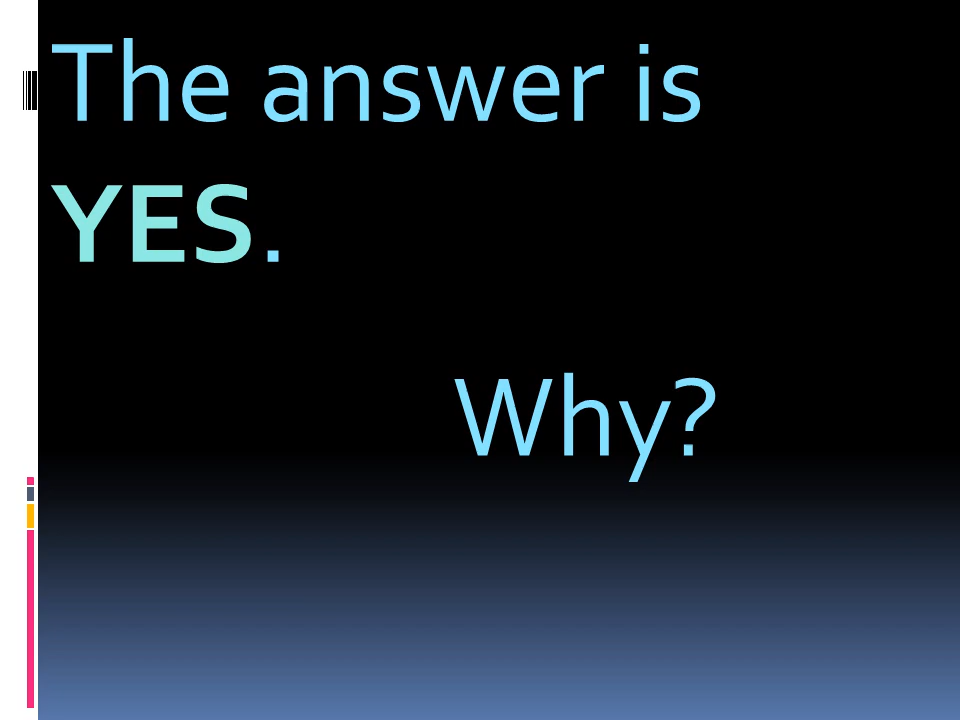 The answer is
YES.
Why?